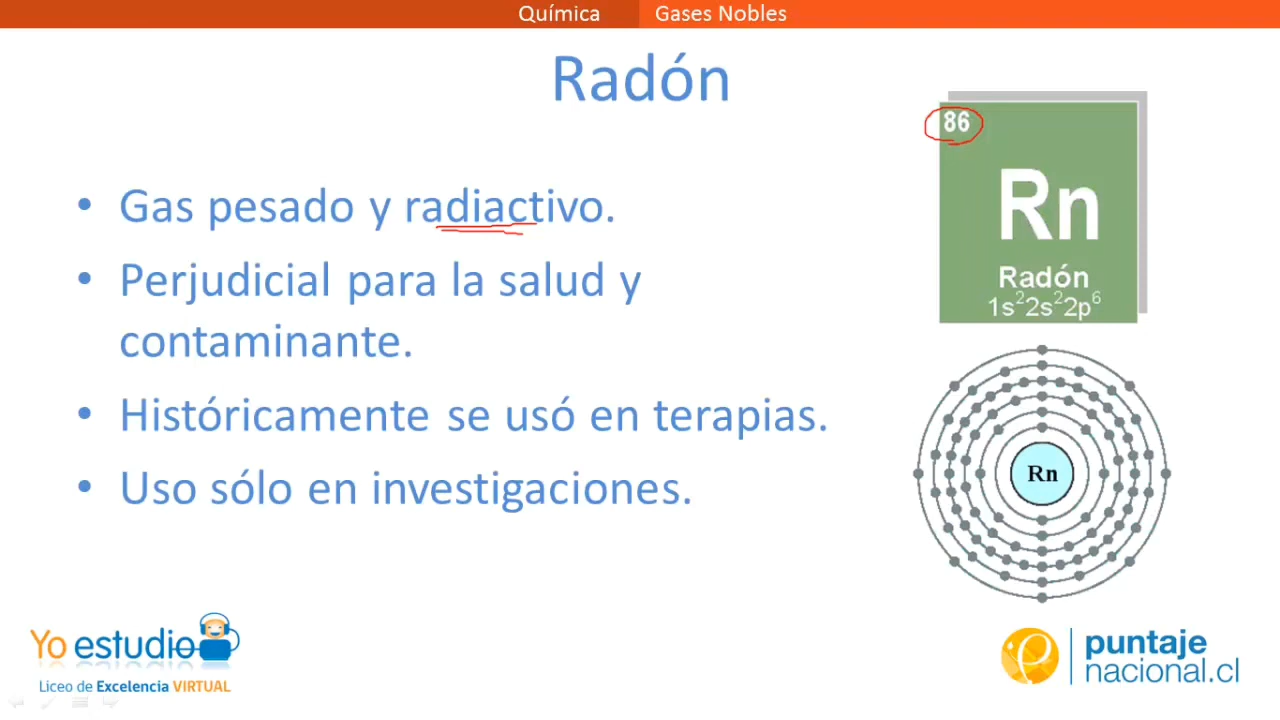 Química Gases Nobles
Radón
86
Rn
Radón
1s²2s²2p⁶
• Gas pesado y radiactivo.
• Perjudicial para la salud y
contaminante.
• Históricamente se usó en terapias.
• Uso sólo en investigaciones.
Rn
Yo estudio
Liceo de Excelencia VIRTUAL
puntaje
nacional.cl